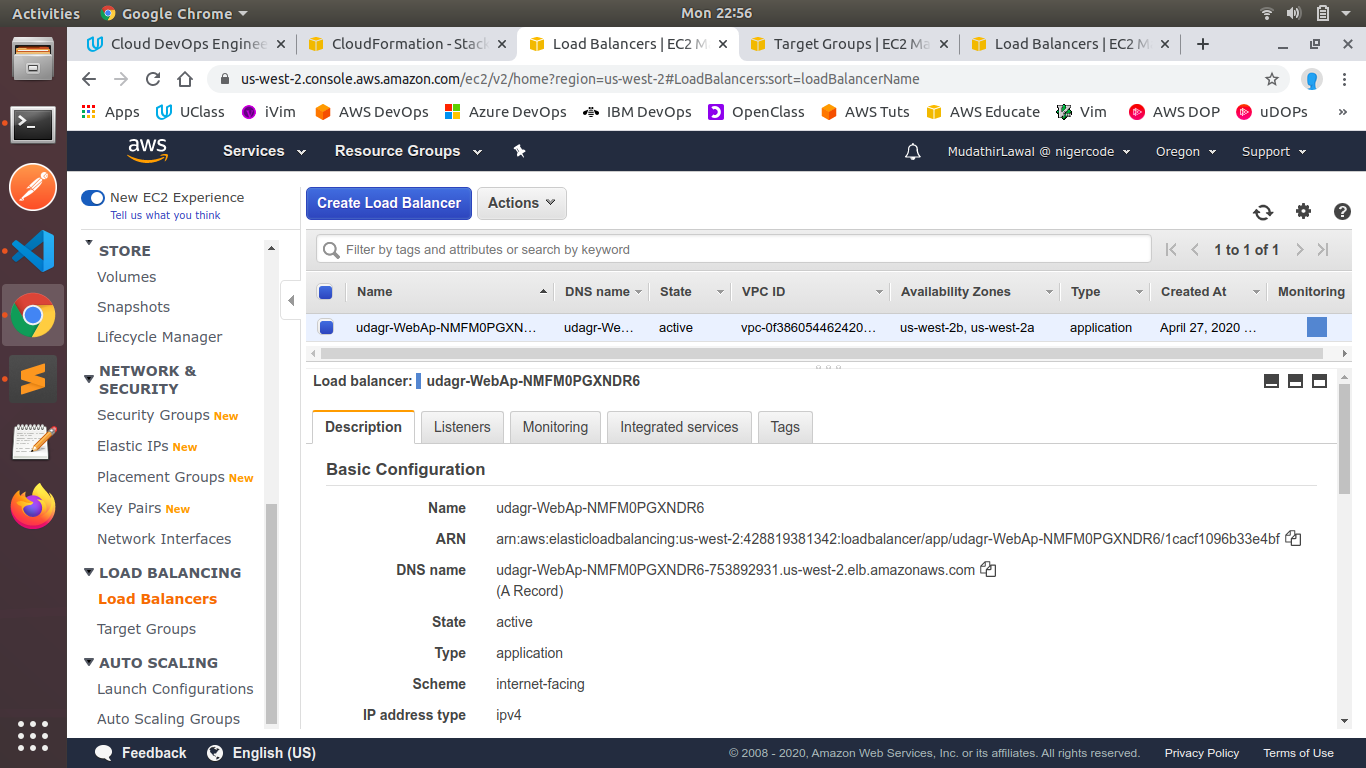 Activities Google Chrome Mon 22:56
Cloud DevOps Engine CloudFormation - Stac Load Balancers | EC2 M Target Groups | EC2 Ma Load Balancers | EC2 M
us-west-2.console.aws.amazon.com/ec2/v2/home?region=us-west-2#LoadBalancers:sort=loadBalancerName
Apps UClass iVim AWS DevOps Azure DevOps IBM DevOps OpenClass AWS Tuts AWS Educate Vim AWS DOP uDOPs »
aws Services Resource Groups MudathirLawal @ nigercode Oregon Support
New EC2 Experience
Tell us what you think
STORE
Volumes
Snapshots
Lifecycle Manager
NETWORK &
SECURITY
Security Groups New
Elastic IPs New
Placement Groups New
Key Pairs New
Network Interfaces
LOAD BALANCING
Load Balancers
Target Groups
AUTO SCALING
Launch Configurations
Auto Scaling Groups
Create Load Balancer Actions
Filter by tags and attributes or search by keyword 1 to 1 of 1
Name DNS name State VPC ID Availability Zones Type Created At Monitoring
udagr-WebAp-NMFM0PGXN... udagr-We... active vpc-0f386054462420... us-west-2b, us-west-2a application April 27, 2020 ...
Load balancer: udagr-WebAp-NMFM0PGXNDR6
Description Listeners Monitoring Integrated services Tags
Basic Configuration
Name udagr-WebAp-NMFM0PGXNDR6
ARN arn:aws:elasticloadbalancing:us-west-2:428819381342:loadbalancer/app/udagr-WebAp-NMFM0PGXNDR6/1cacf1096b33e4bf
DNS name udagr-WebAp-NMFM0PGXNDR6-753892931.us-west-2.elb.amazonaws.com
(A Record)
State active
Type application
Scheme internet-facing
IP address type ipv4
Feedback English (US) © 2008 - 2020, Amazon Web Services, Inc. or its affiliates. All rights reserved. Privacy Policy Terms of Use